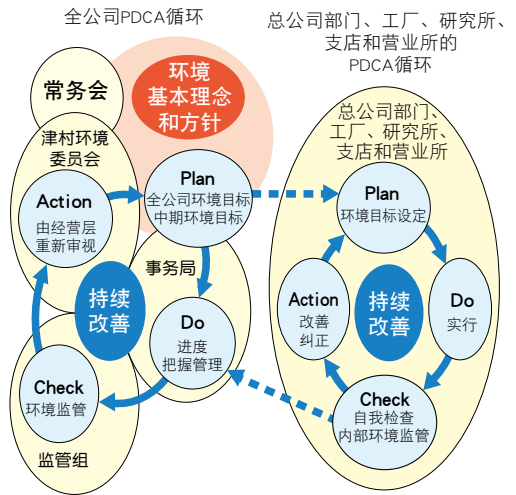 全公司PDCA循环
总公司部门、工厂、研究所、
支店和营业所的
PDCA循环
常务会
环境
基本理念
和方针
津村环境
委员会
Action
由经营层
重新审视
Plan
全公司环境目标
中期环境目标
事务局
持续
改善
Do
进度
把握管理
Check
环境监管
监管组
总公司部门、
工厂、研究所、
支店和营业所
Plan
环境目标设定
Action
改善
纠正
持续
改善
Do
实行
Check
自我检查
内部环境监管